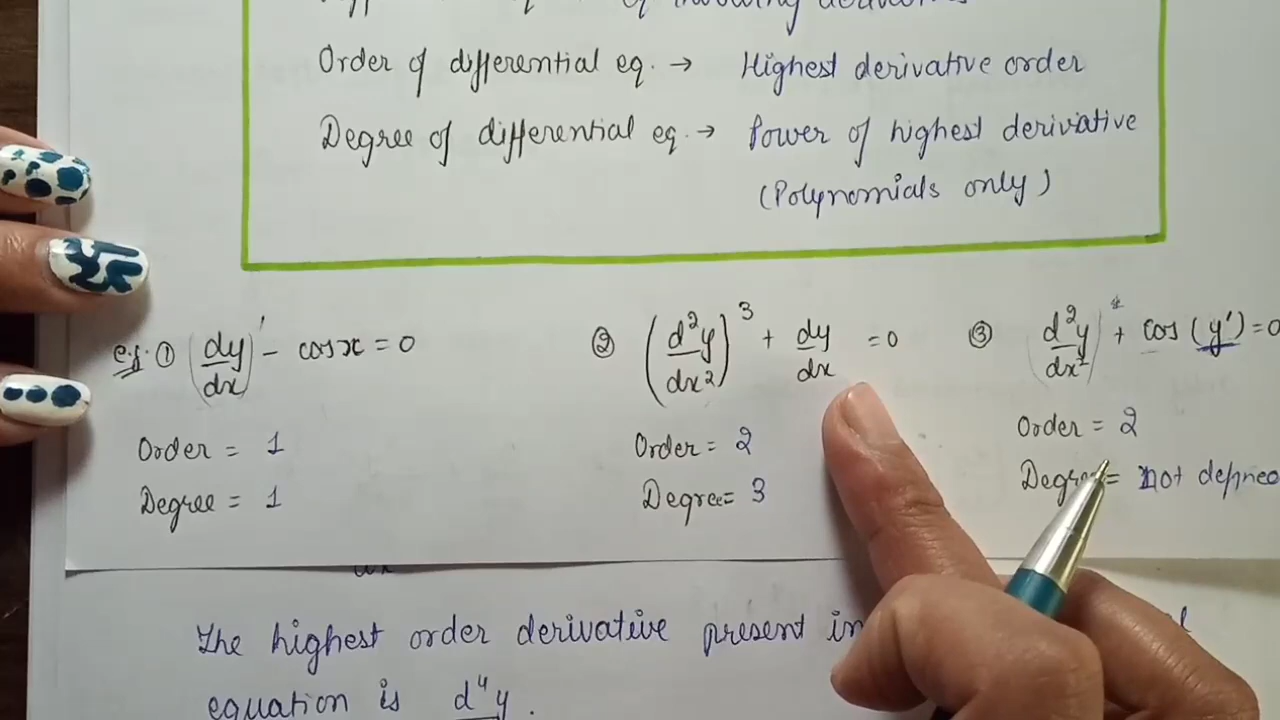 Order of differential eq. → Highest derivative order
Degree of differential eq. → Power of highest derivative
(Polynomials only)
e.g. ① (dy/dx)¹ - cosx = 0
Order = 1
Degree = 1
② (d²y/dx²)³ + dy/dx = 0
Order = 2
Degree = 3
③ d²y/dx² + cos (y') = 0
Order = 2
Degree = not defined
The highest order derivative present in
equation is d⁴y